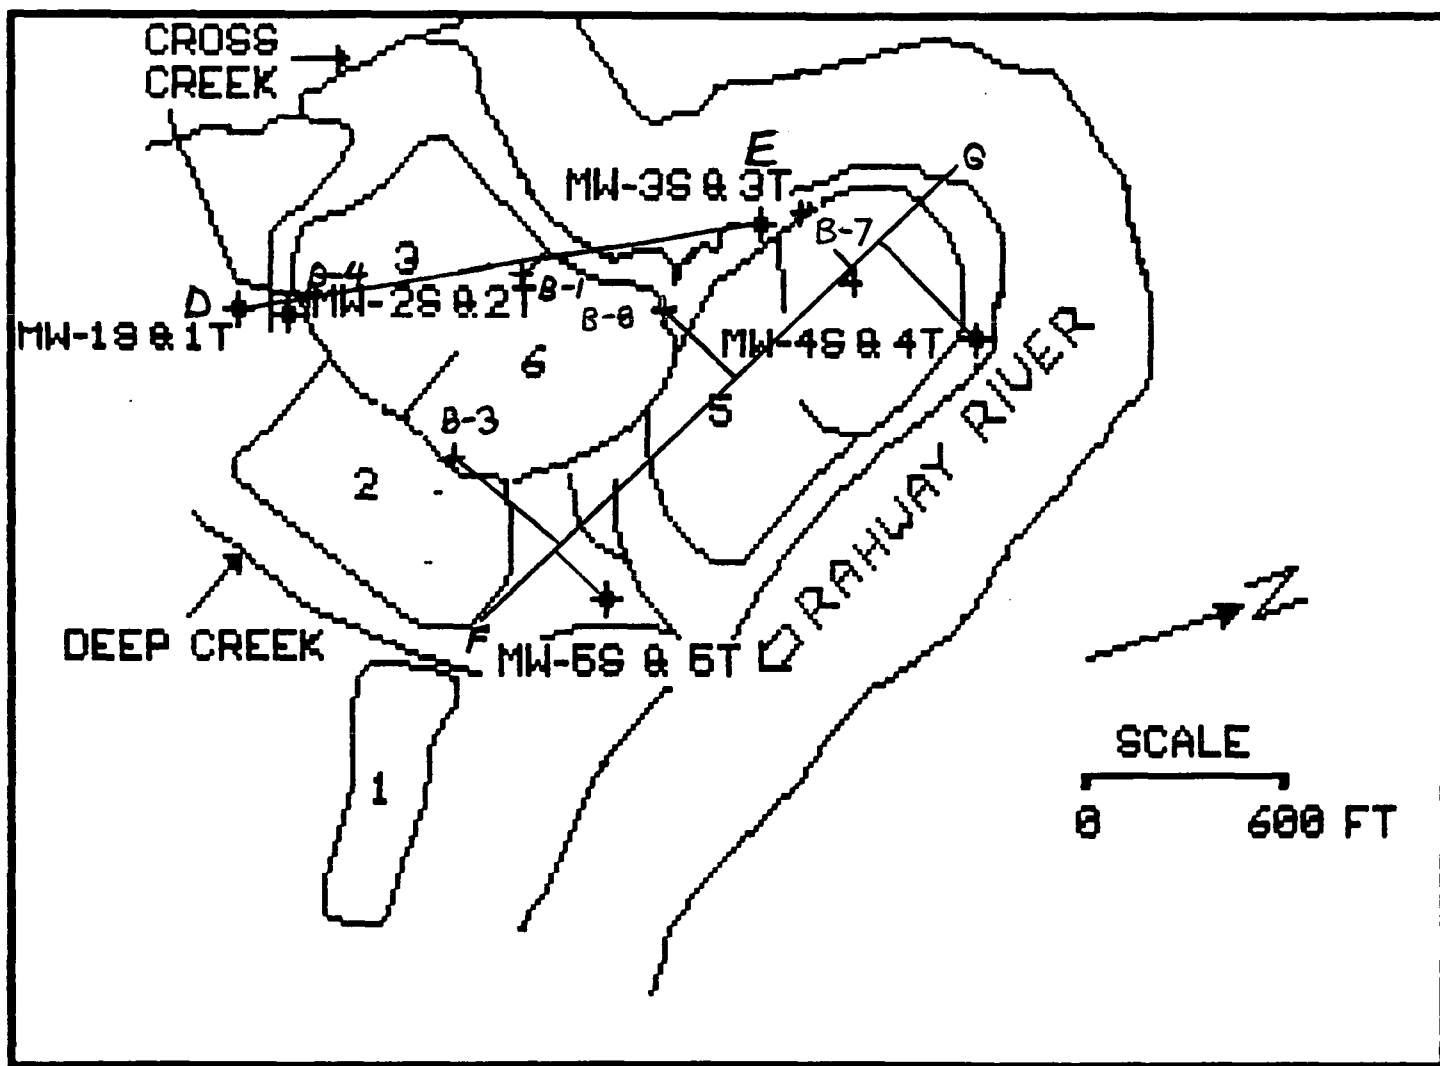 CROSS
CREEK
E
G
MW-3S & 3T
B-7
3
B-4
4
D
MW-2S & 2T
B-1
B-8
MW-1S & 1T
MW-4S & 4T
6
5
B-3
2
RAHWAY RIVER
N
DEEP CREEK
F
MW-5S & 5T
SCALE
1
0 600 FT